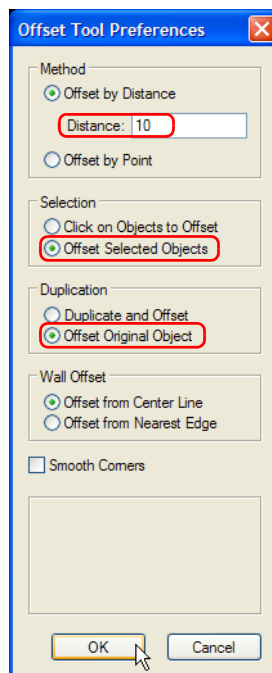 Offset Tool Preferences
Method
Offset by Distance
Distance: 10
Offset by Point
Selection
Click on Objects to Offset
Offset Selected Objects
Duplication
Duplicate and Offset
Offset Original Object
Wall Offset
Offset from Center Line
Offset from Nearest Edge
Smooth Corners
OK Cancel